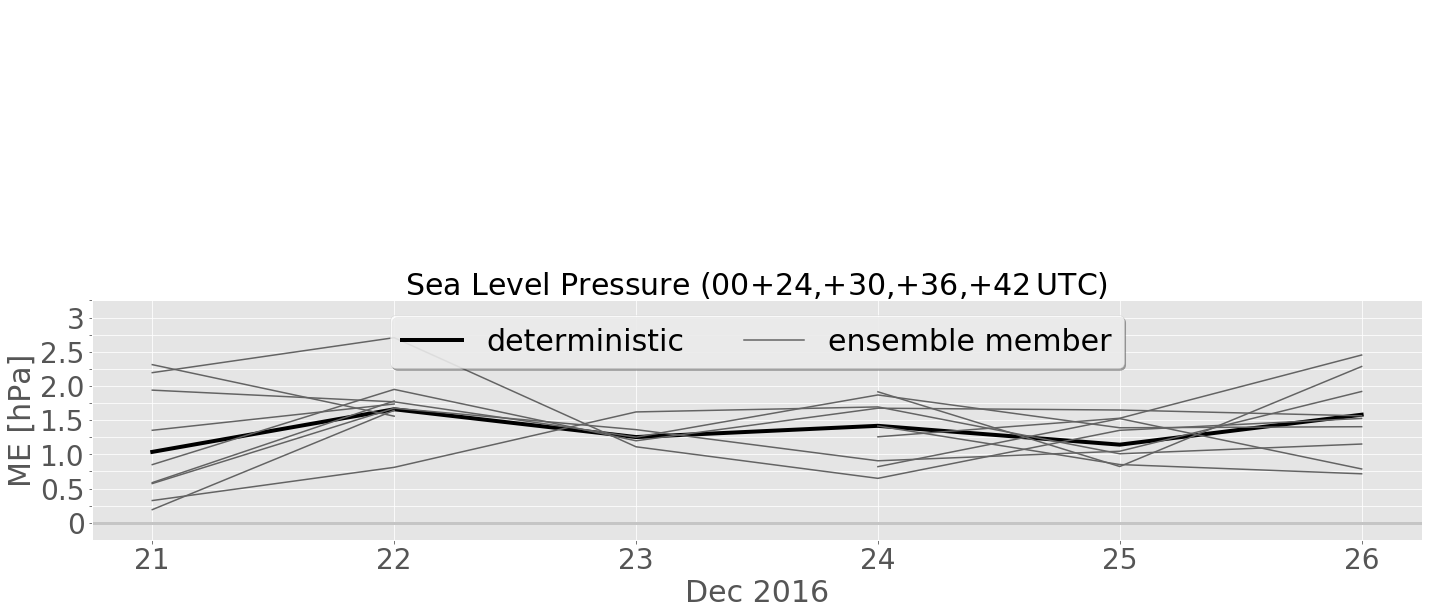 Sea Level Pressure (00+24,+30,+36,+42 UTC)
deterministic
ensemble member
ME [hPa]
3
2.5
2.0
1.5
1.0
0.5
0
21 22 23 24 25 26
Dec 2016